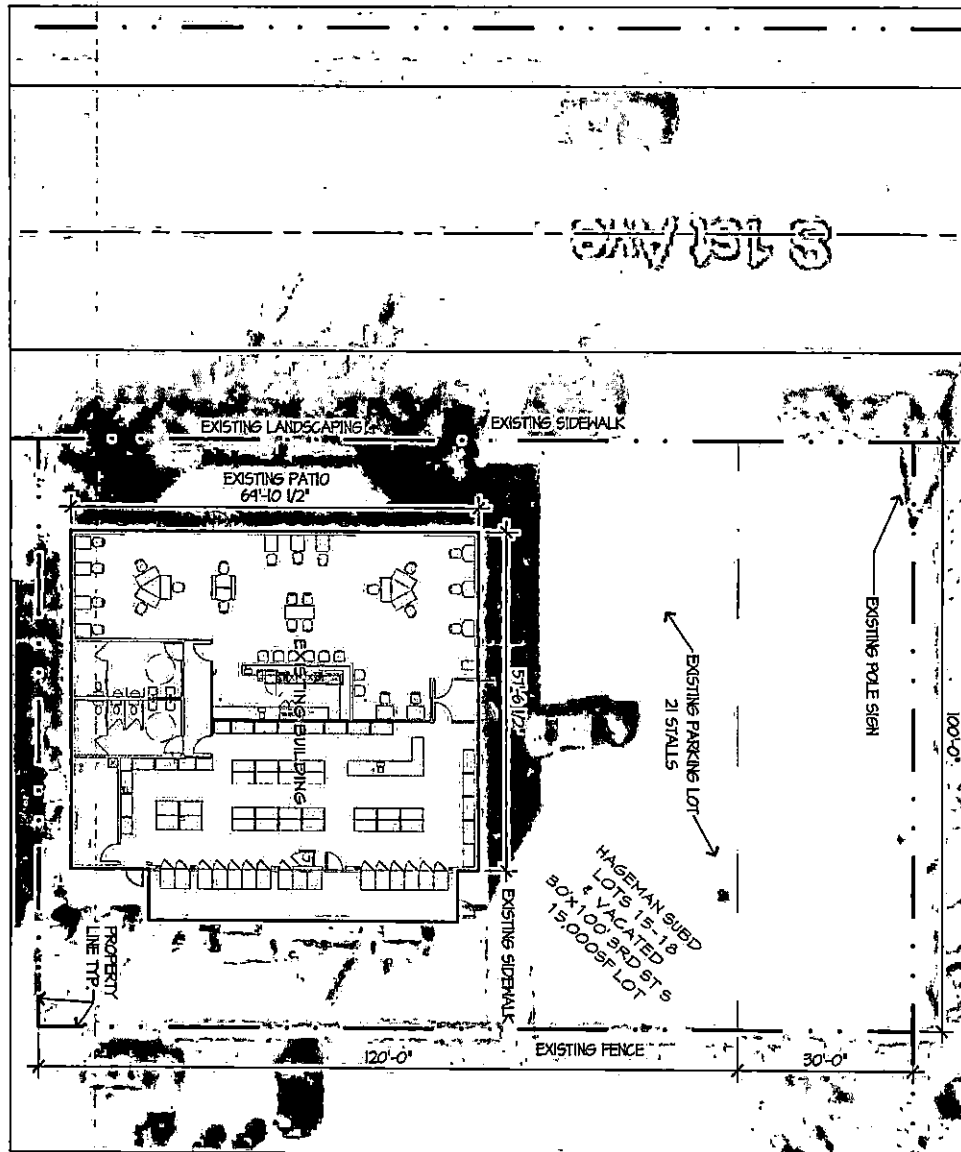 S 1st Ave
EXISTING LANDSCAPING
EXISTING SIDEWALK
EXISTING PATIO
69'-10 1/2"
EXISTING BUILDING
57'-6 1/2"
EXISTING POLE SIGN
EXISTING PARKING LOT
21 STALLS
100'-0"
HAGEMAN SUBD
LOTS 15-18
& VACATED
30'X100' 3RD ST S
15,000SF LOT
EXISTING SIDEWALK
PROPERTY
LINE TYP.
120'-0"
EXISTING FENCE
30'-0"